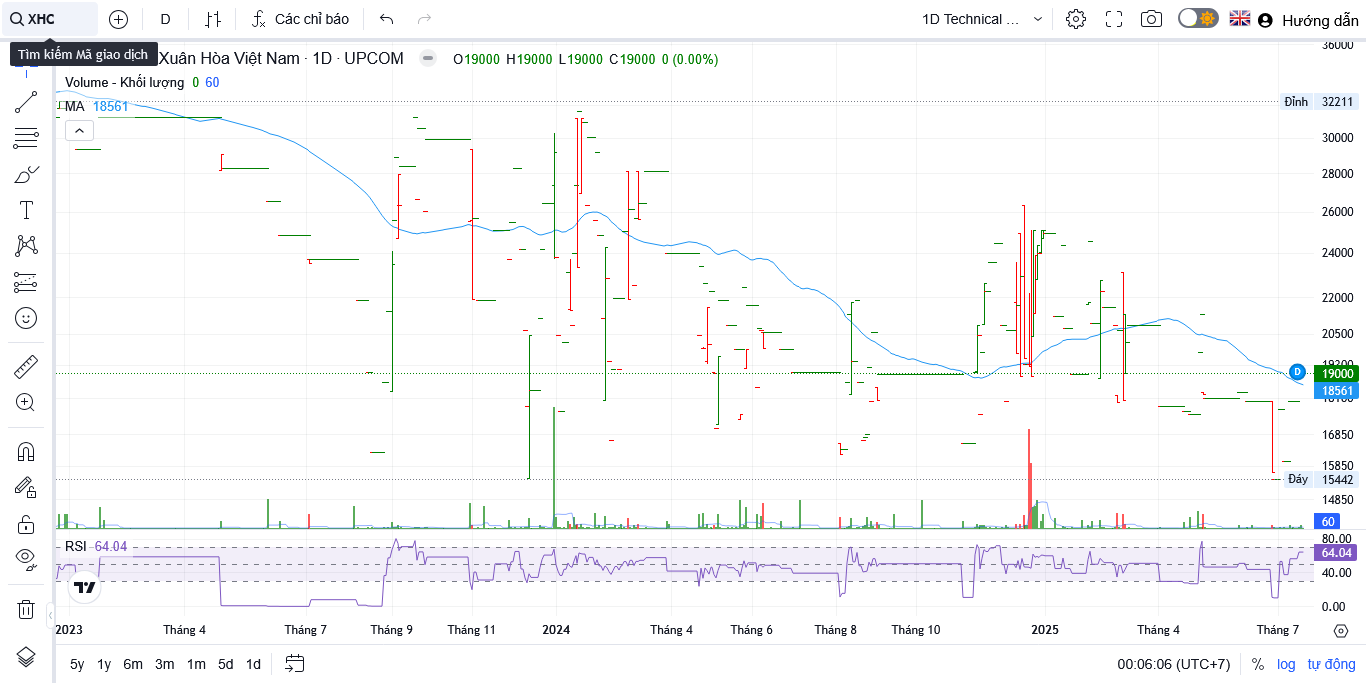 XHC
D
Các chỉ báo
1D Technical ...
Hướng dẫn
Tìm kiếm Mã giao dịch
Xuân Hòa Việt Nam · 1D · UPCOM
O19000 H19000 L19000 C19000 0 (0.00%)
Volume - Khối lượng 0 60
MA 18561
36000
Đỉnh 32211
30000
28000
26000
24000
22000
20500
D
19000
18561
16850
15850
Đáy 15442
14850
60
RSI 64.04
80.00
64.04
40.00
0.00
2023 Tháng 4 Tháng 7 Tháng 9 Tháng 11 2024 Tháng 4 Tháng 6 Tháng 8 Tháng 10 2025 Tháng 4 Tháng 7
5y 1y 6m 3m 1m 5d 1d
00:06:06 (UTC+7) % log tự động